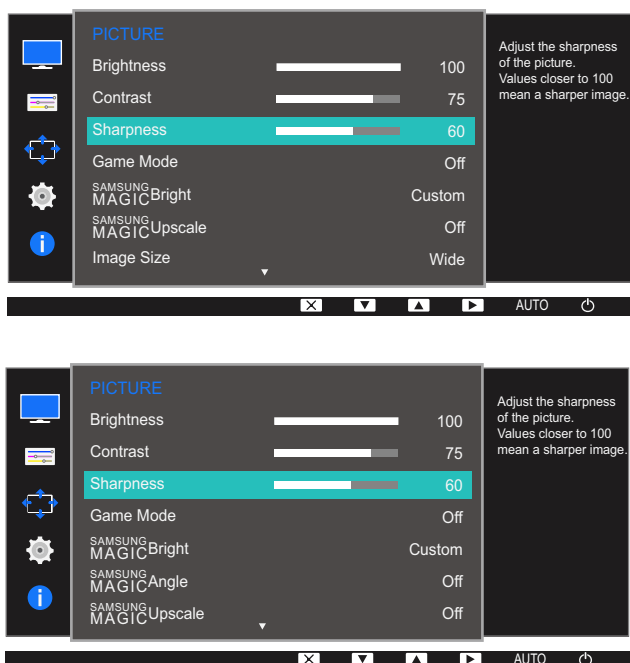 PICTURE
Brightness 100
Contrast 75
Sharpness 60
Game Mode Off
SAMSUNG
MAGICBright Custom
SAMSUNG
MAGICUpscale Off
Image Size Wide
Adjust the sharpness
of the picture.
Values closer to 100
mean a sharper image.
AUTO
PICTURE
Brightness 100
Contrast 75
Sharpness 60
Game Mode Off
SAMSUNG
MAGICBright Custom
SAMSUNG
MAGICAngle Off
SAMSUNG
MAGICUpscale Off
Adjust the sharpness
of the picture.
Values closer to 100
mean a sharper image.
AUTO